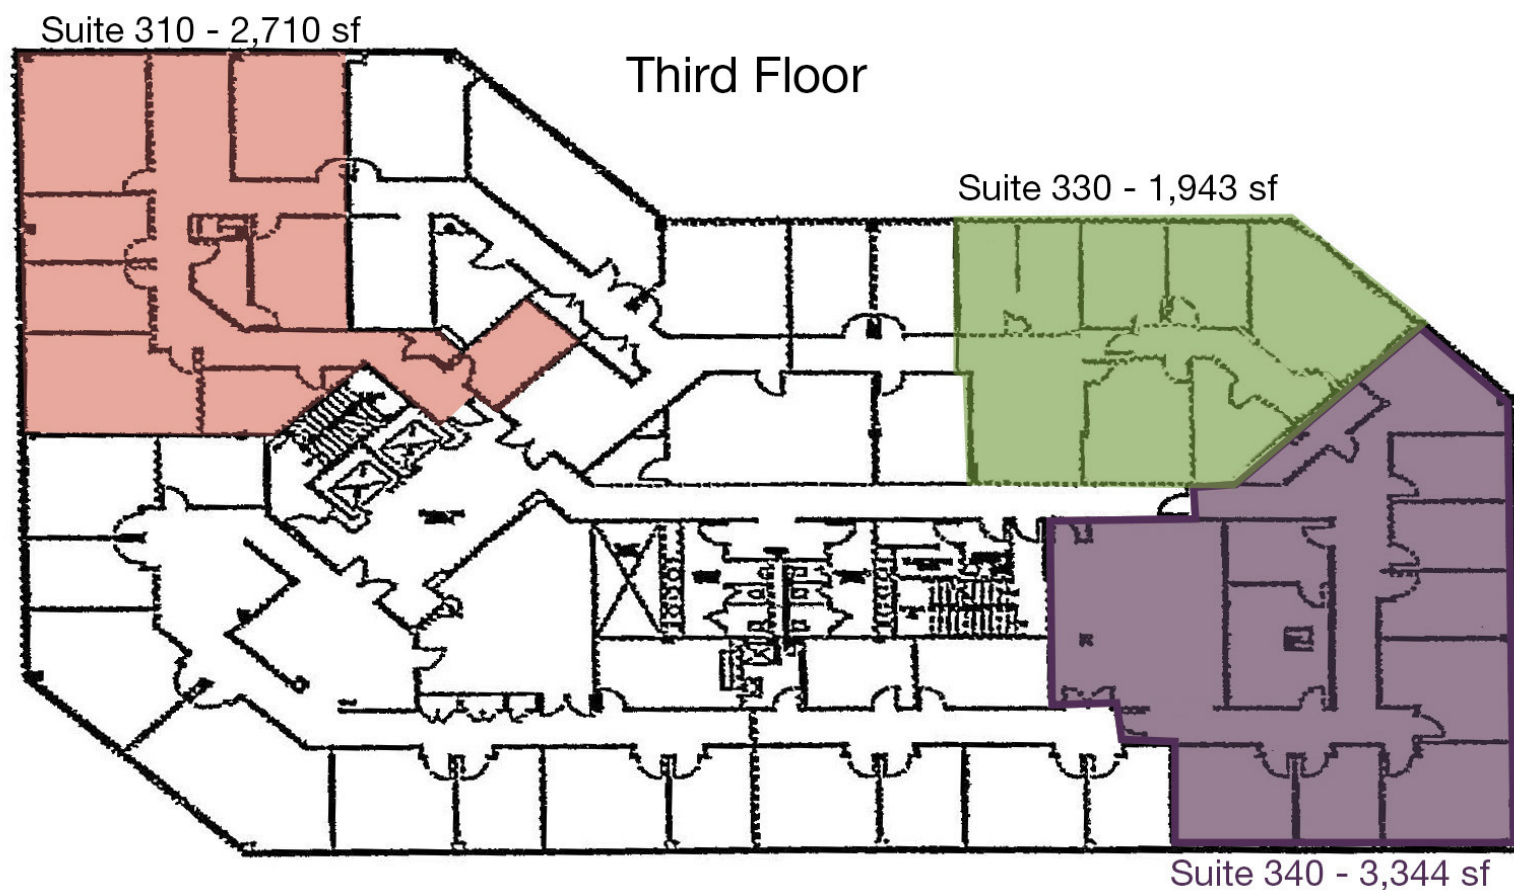 Suite 310 - 2,710 sf
Third Floor
Suite 330 - 1,943 sf
Suite 340 - 3,344 sf